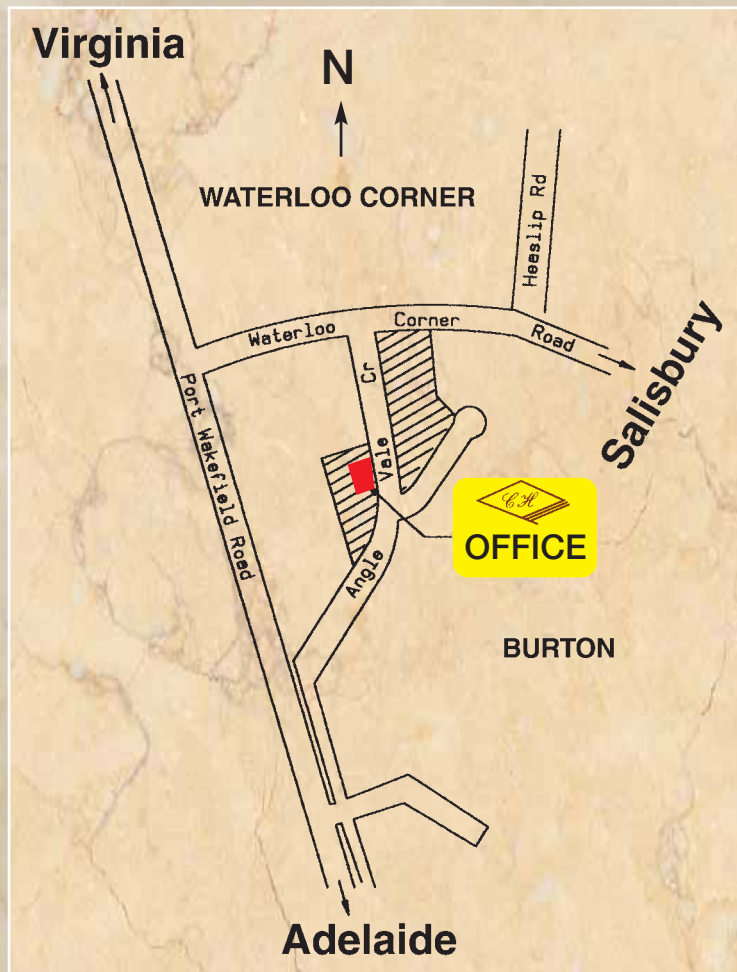 Virginia
N
WATERLOO CORNER
Heaslip Rd
Waterloo Corner Road
Salisbury
Port Wakefield Road
Angle Vale Cr
CH
OFFICE
BURTON
Adelaide